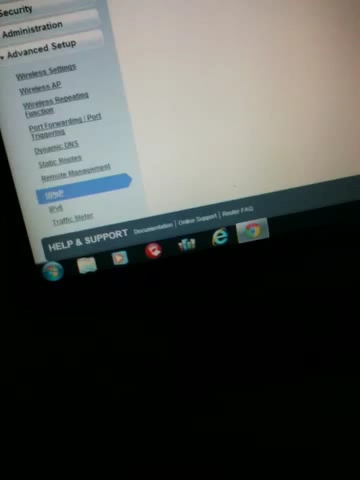 Security
Administration
Advanced Setup
Wireless Settings
Wireless AP
Wireless Repeating
Function
Port Forwarding / Port
Triggering
Dynamic DNS
Static Routes
Remote Management
UPnP
IPv6
Traffic Meter
HELP & SUPPORT Documentation | Online Support | Router FAQ